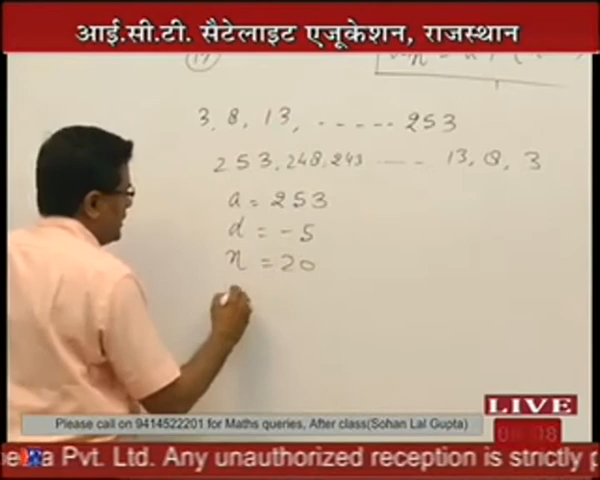 आई.सी.टी. सैटेलाइट एजूकेशन, राजस्थान
3, 8, 13, ------ 253
253, 248, 243 ------ 13, 8, 3
a = 253
d = -5
n = 20
LIVE
Please call on 9414522201 for Maths queries, After class(Sohan Lal Gupta)
Pvt. Ltd. Any unauthorized reception is strictly